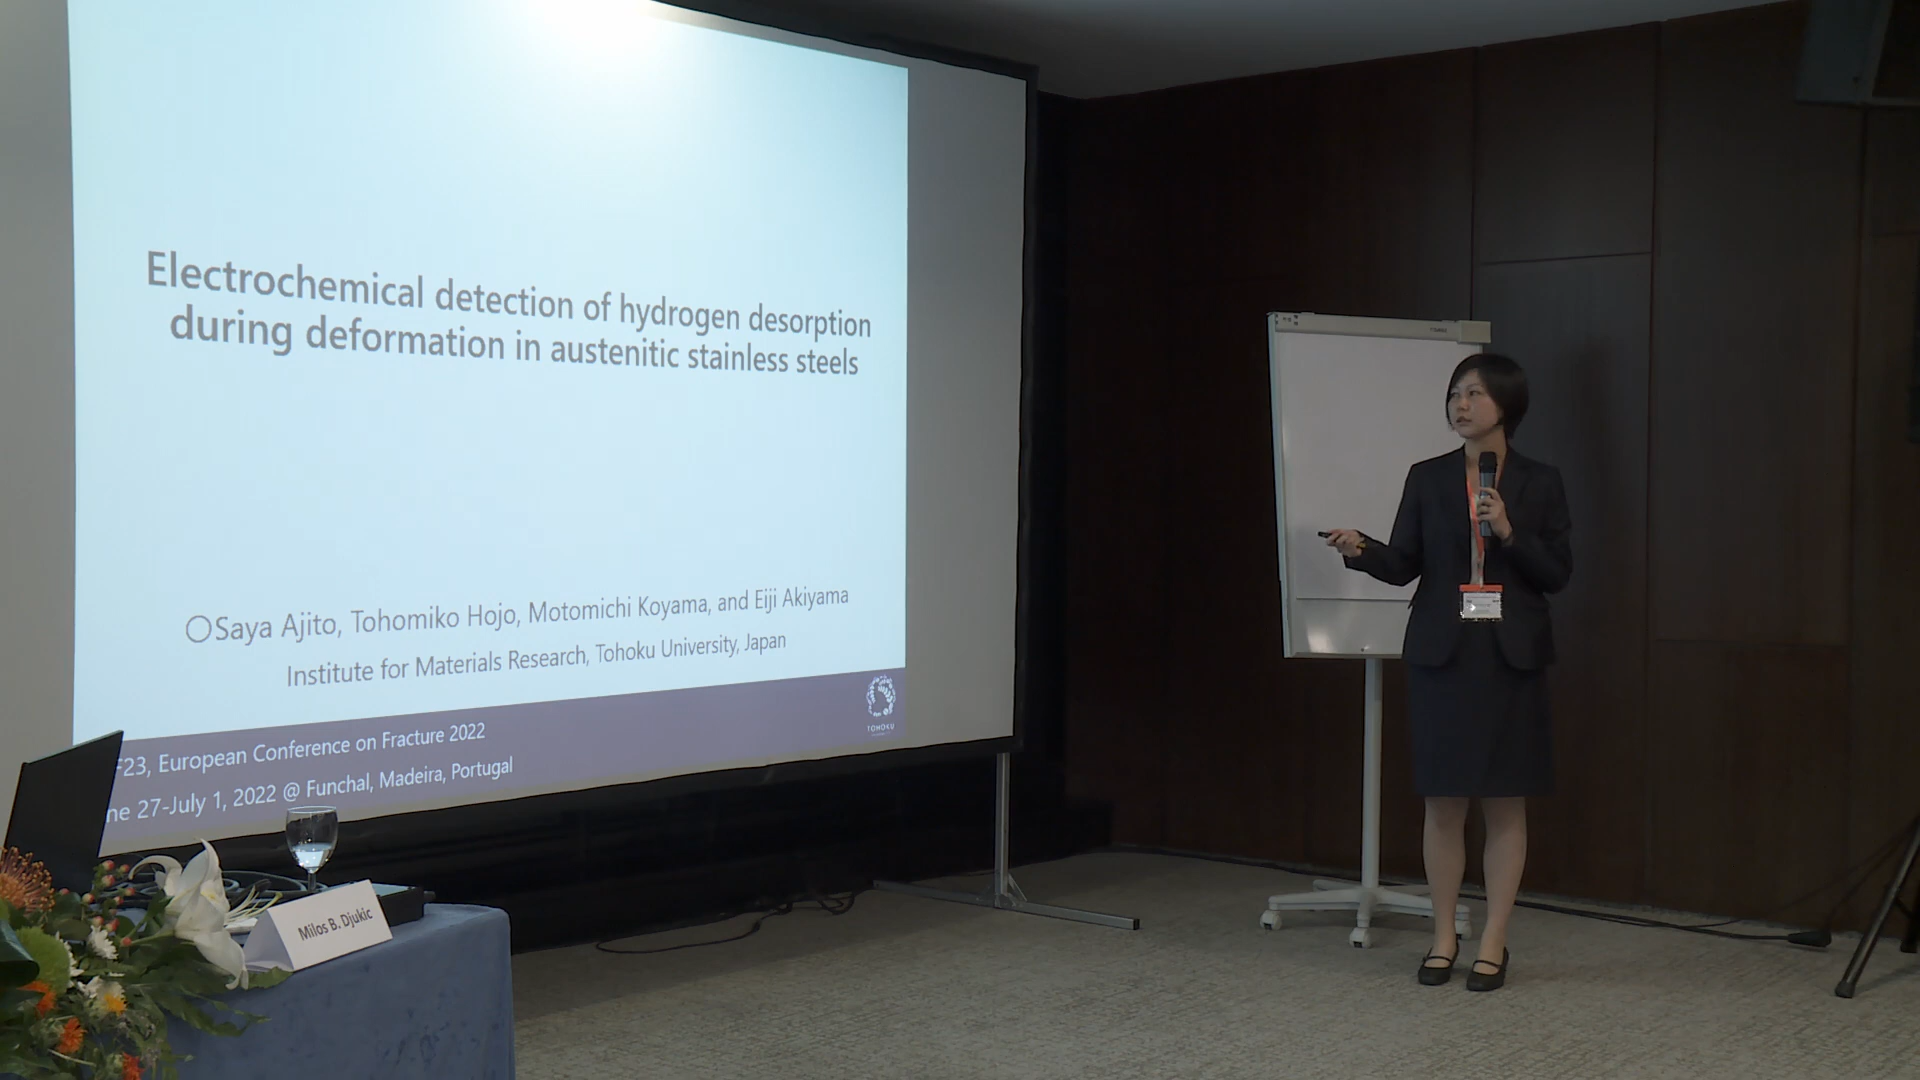 Electrochemical detection of hydrogen desorption
during deformation in austenitic stainless steels
〇Saya Ajito, Tohomiko Hojo, Motomichi Koyama, and Eiji Akiyama
Institute for Materials Research, Tohoku University, Japan
TOHOKU
F23, European Conference on Fracture 2022
ne 27-July 1, 2022 @ Funchal, Madeira, Portugal
Milos B. Djukic